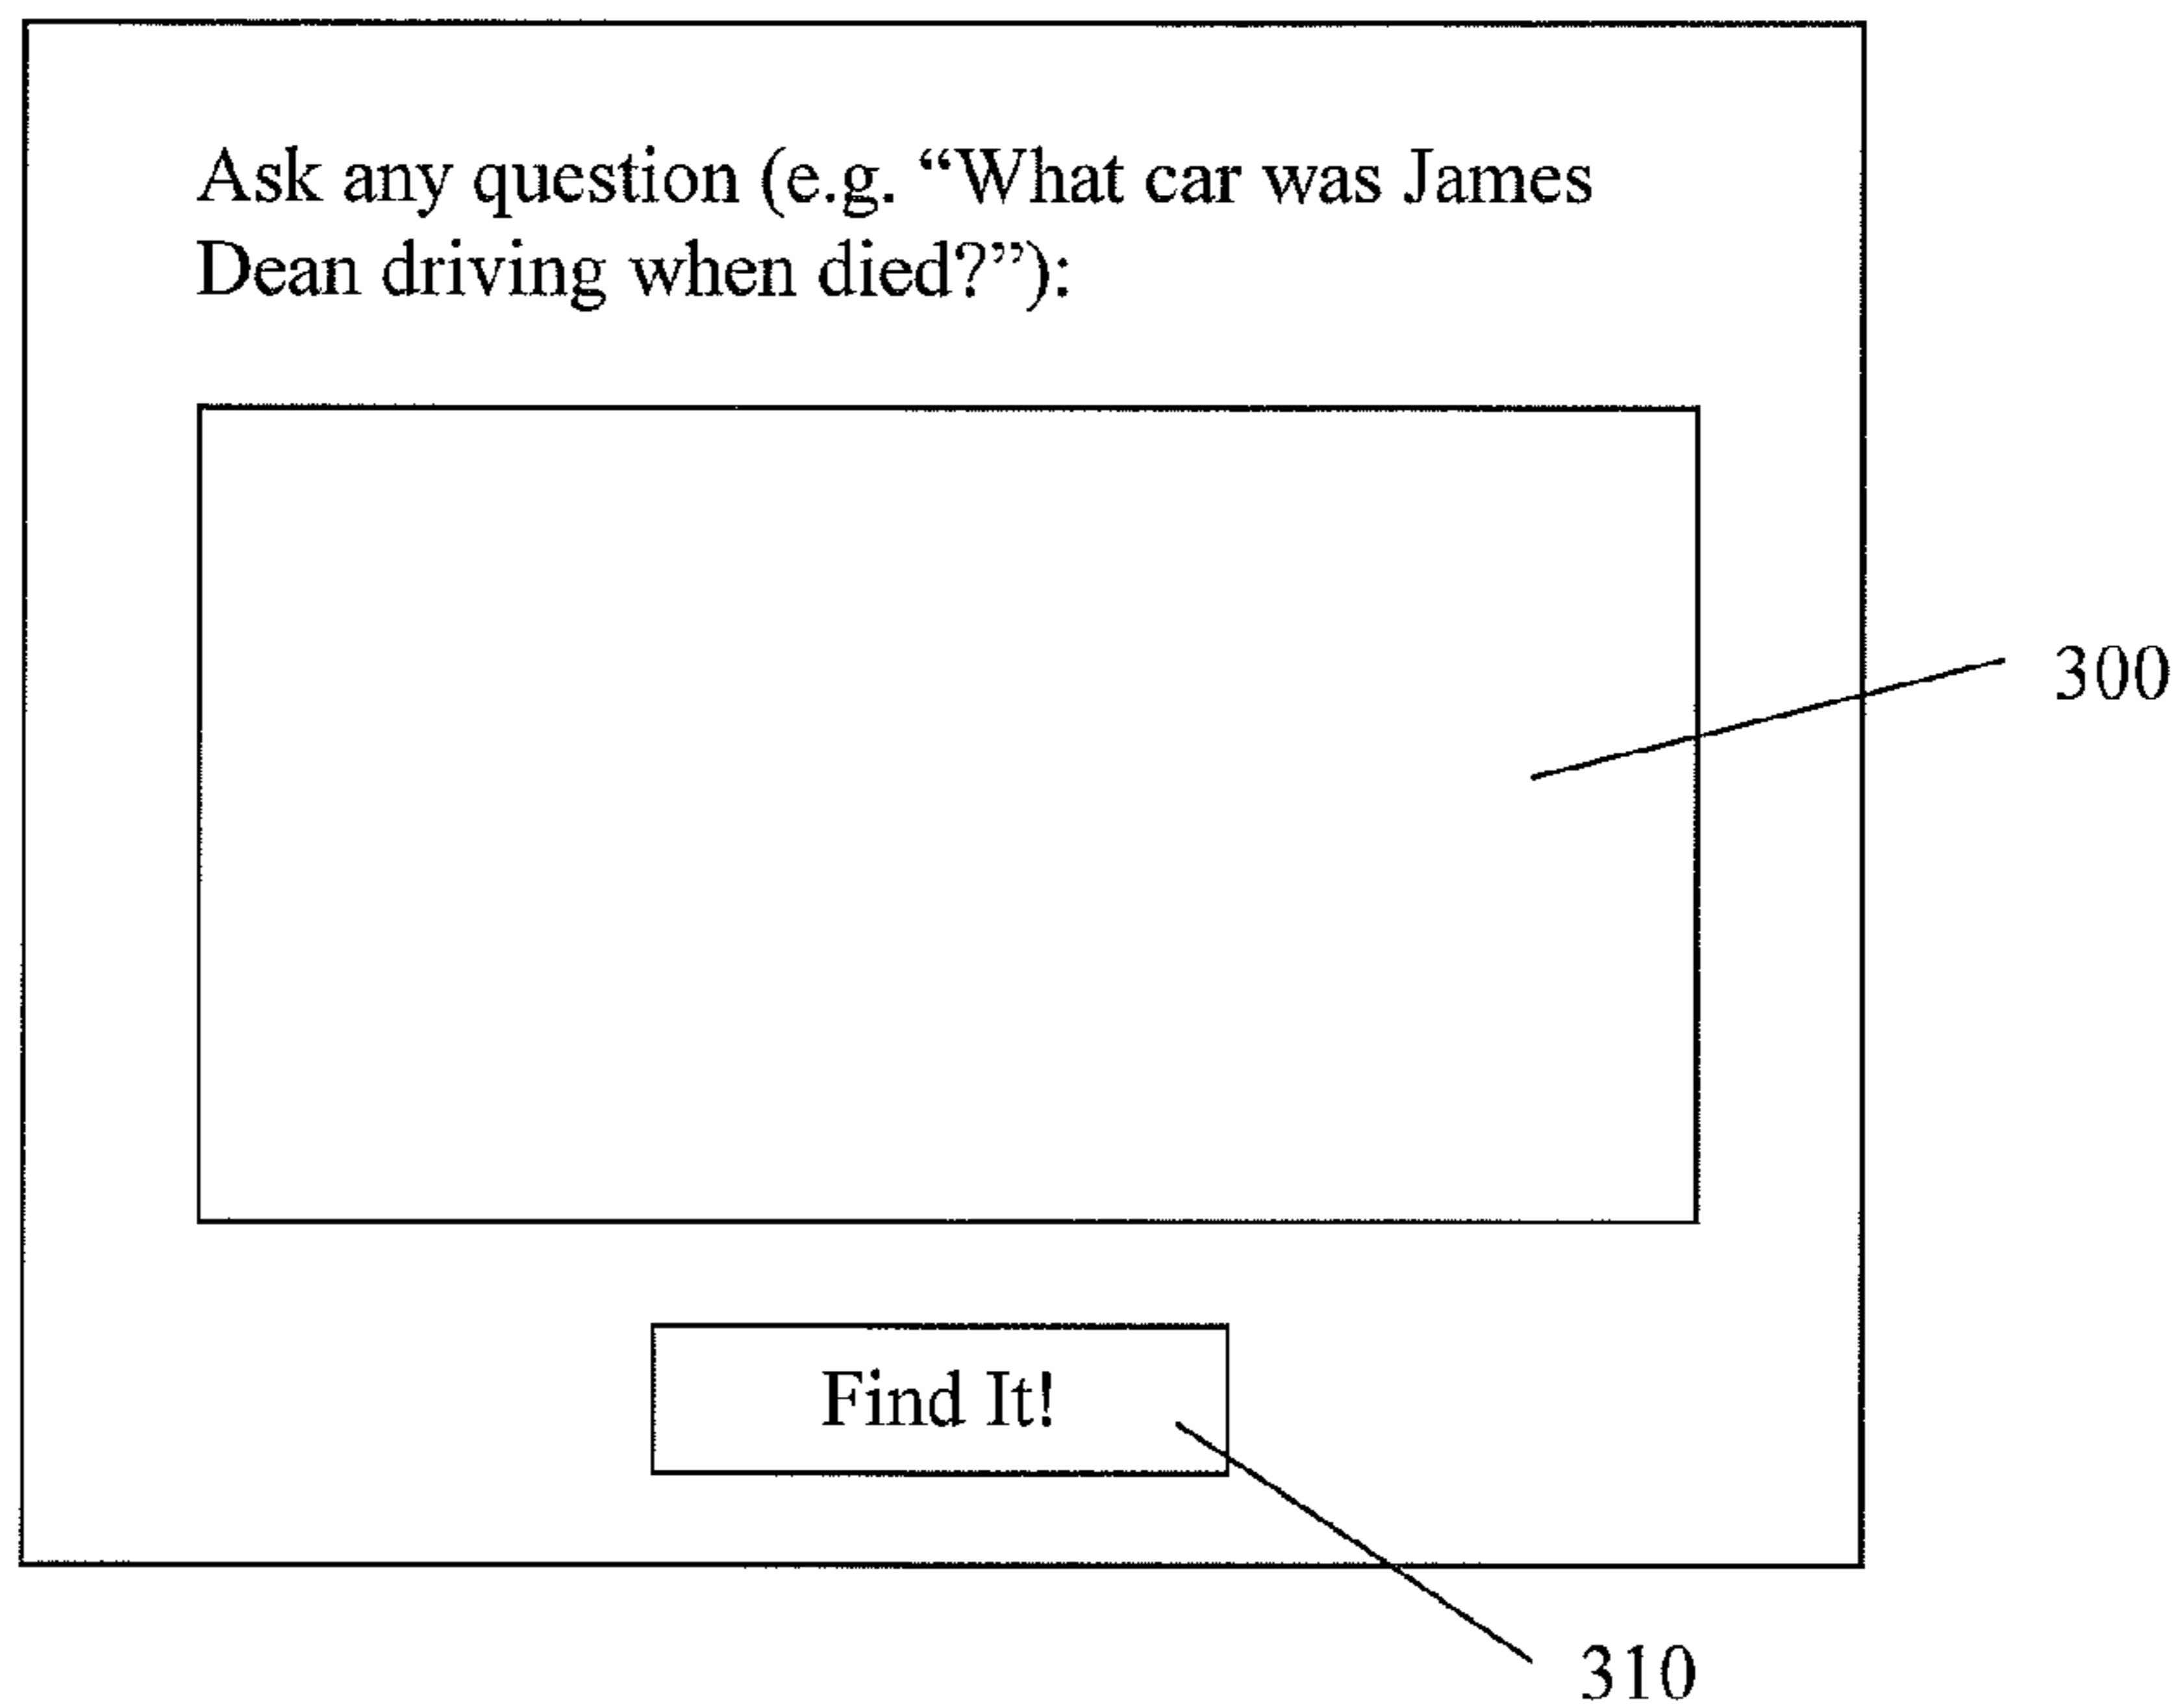 Ask any question (e.g. “What car was James
Dean driving when died?”):
300
Find It!
310